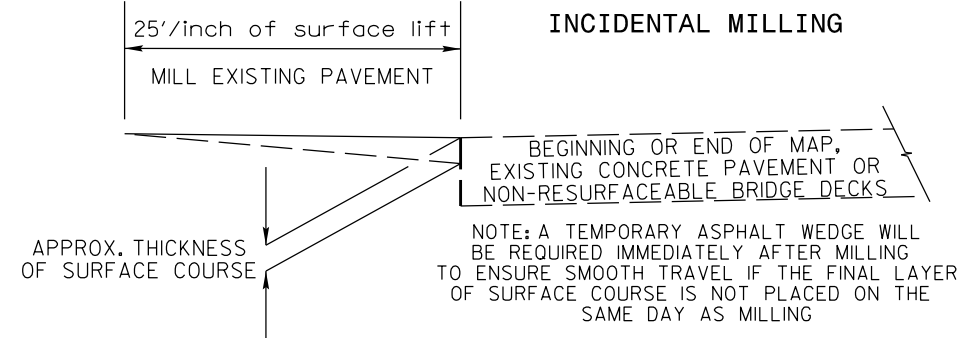 25'/inch of surface lift
INCIDENTAL MILLING
MILL EXISTING PAVEMENT
BEGINNING OR END OF MAP,
EXISTING CONCRETE PAVEMENT OR
NON-RESURFACEABLE BRIDGE DECKS
APPROX. THICKNESS
OF SURFACE COURSE
NOTE: A TEMPORARY ASPHALT WEDGE WILL
BE REQUIRED IMMEDIATELY AFTER MILLING
TO ENSURE SMOOTH TRAVEL IF THE FINAL LAYER
OF SURFACE COURSE IS NOT PLACED ON THE
SAME DAY AS MILLING